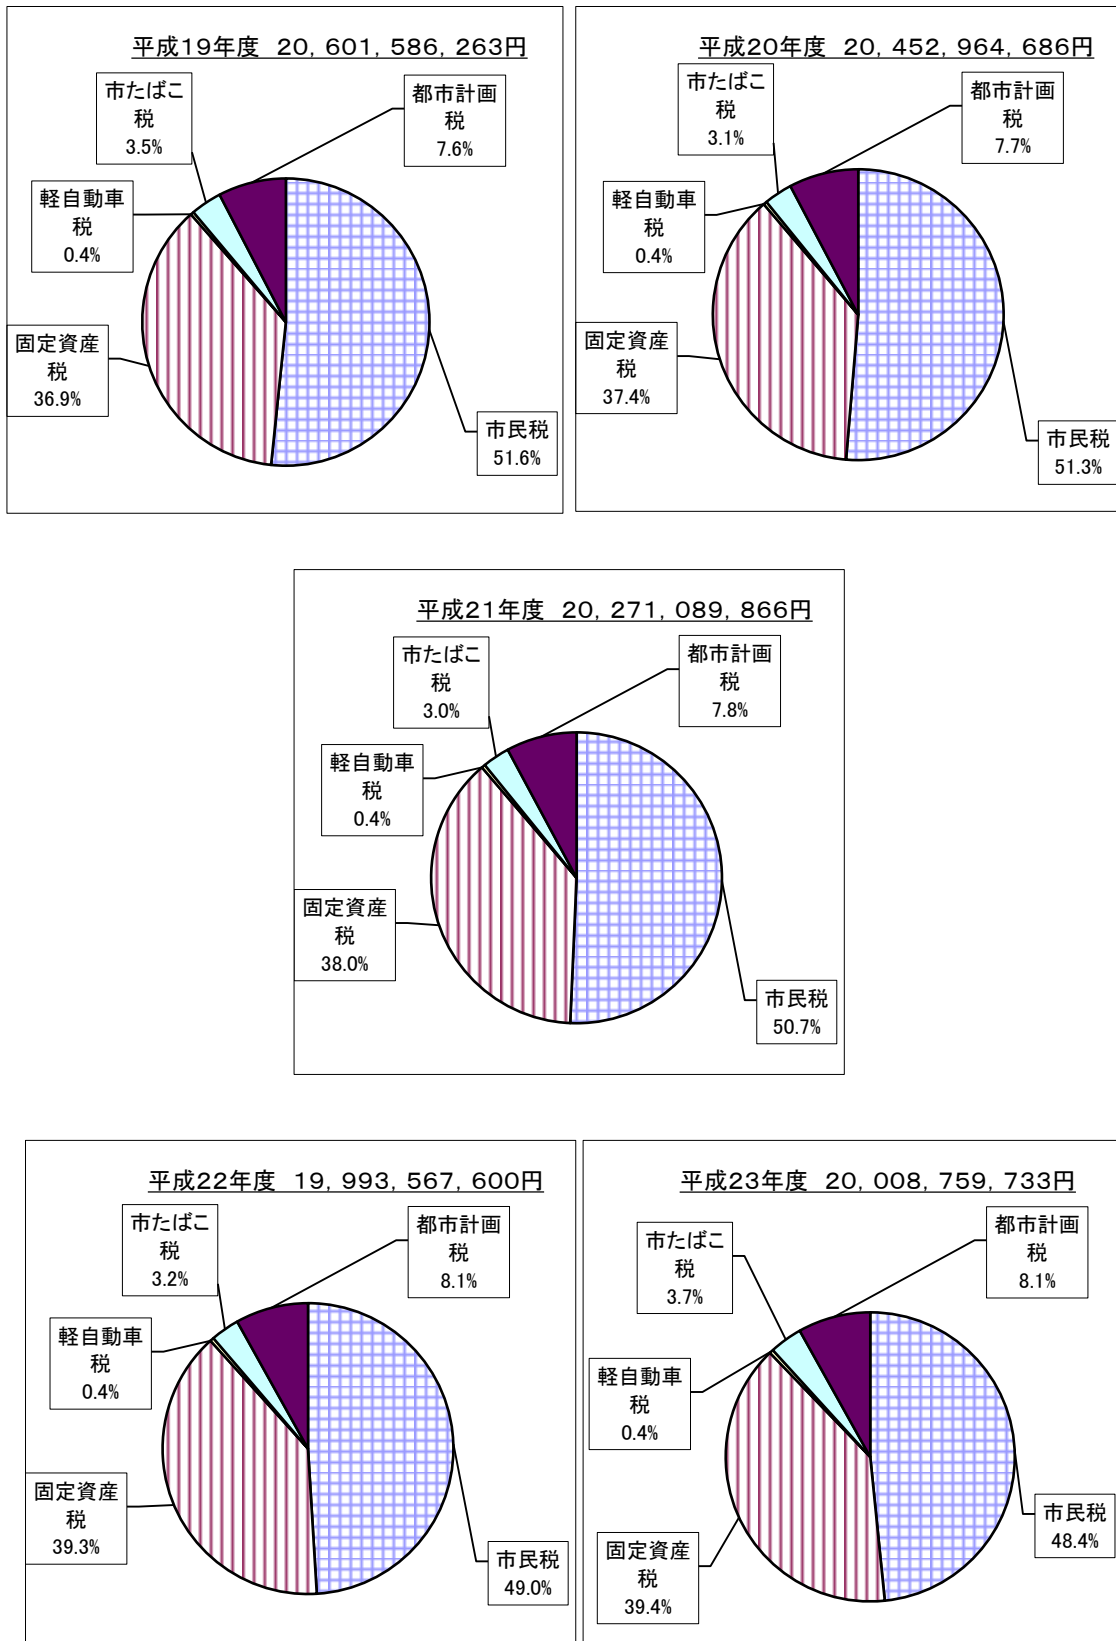 平成19年度 20,601,586,263円
市たばこ
税
3.5%
都市計画
税
7.6%
軽自動車
税
0.4%
固定資産
税
36.9%
市民税
51.6%
平成20年度 20,452,964,686円
市たばこ
税
3.1%
都市計画
税
7.7%
軽自動車
税
0.4%
固定資産
税
37.4%
市民税
51.3%
平成21年度 20,271,089,866円
市たばこ
税
3.0%
都市計画
税
7.8%
軽自動車
税
0.4%
固定資産
税
38.0%
市民税
50.7%
平成22年度 19,993,567,600円
市たばこ
税
3.2%
都市計画
税
8.1%
軽自動車
税
0.4%
固定資産
税
39.3%
市民税
49.0%
平成23年度 20,008,759,733円
市たばこ
税
3.7%
都市計画
税
8.1%
軽自動車
税
0.4%
固定資産
税
39.4%
市民税
48.4%